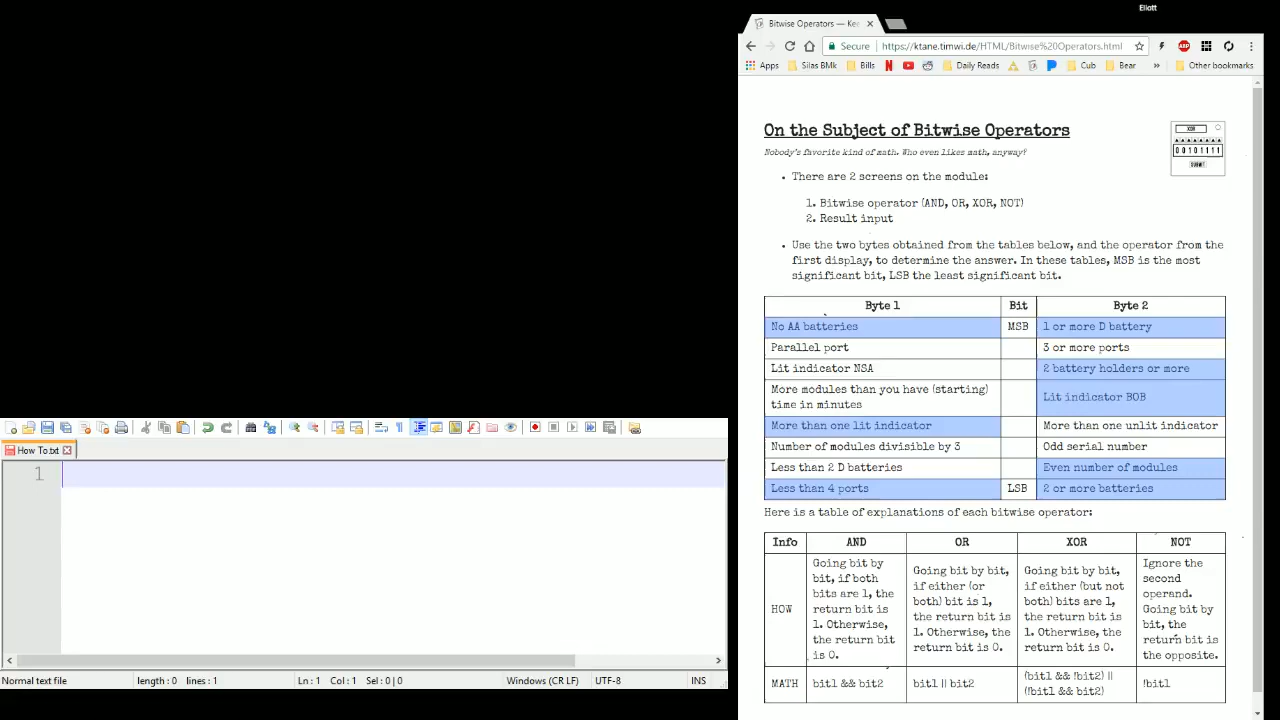 Eliott
Bitwise Operators — Kee
Secure https://ktane.timwi.de/HTML/Bitwise%20Operators.html
Apps Silas BMk Bills Daily Reads Cub Bear » Other bookmarks
On the Subject of Bitwise Operators
Nobody's favorite kind of math. Who even likes math, anyway?
XOR
00101111
SUBMIT
• There are 2 screens on the module:
1. Bitwise operator (AND, OR, XOR, NOT)
2. Result input
• Use the two bytes obtained from the tables below, and the operator from the
first display, to determine the answer. In these tables, MSB is the most
significant bit, LSB the least significant bit.
Byte 1 Bit Byte 2
No AA batteries MSB 1 or more D battery
Parallel port 3 or more ports
Lit indicator NSA 2 battery holders or more
More modules than you have (starting)
time in minutes Lit indicator BOB
More than one lit indicator More than one unlit indicator
Number of modules divisible by 3 Odd serial number
Less than 2 D batteries Even number of modules
Less than 4 ports LSB 2 or more batteries
Here is a table of explanations of each bitwise operator:
Info AND OR XOR NOT
HOW
Going bit by
bit, if both
bits are 1, the
return bit is
1. Otherwise,
the return bit
is 0.
Going bit by bit,
if either (or
both) bit is 1,
the return bit is
1. Otherwise, the
return bit is 0.
Going bit by bit,
if either (but not
both) bits are 1,
the return bit is
1. Otherwise, the
return bit is 0.
Ignore the
second
operand.
Going bit by
bit, the
return bit is
the opposite.
MATH
bit1 && bit2
bit1 || bit2
(bit1 && !bit2) ||
(!bit1 && bit2)
!bit1
How To.txt
1
Normal text file length : 0 lines : 1 Ln : 1 Col : 1 Sel : 0 | 0 Windows (CR LF) UTF-8 INS